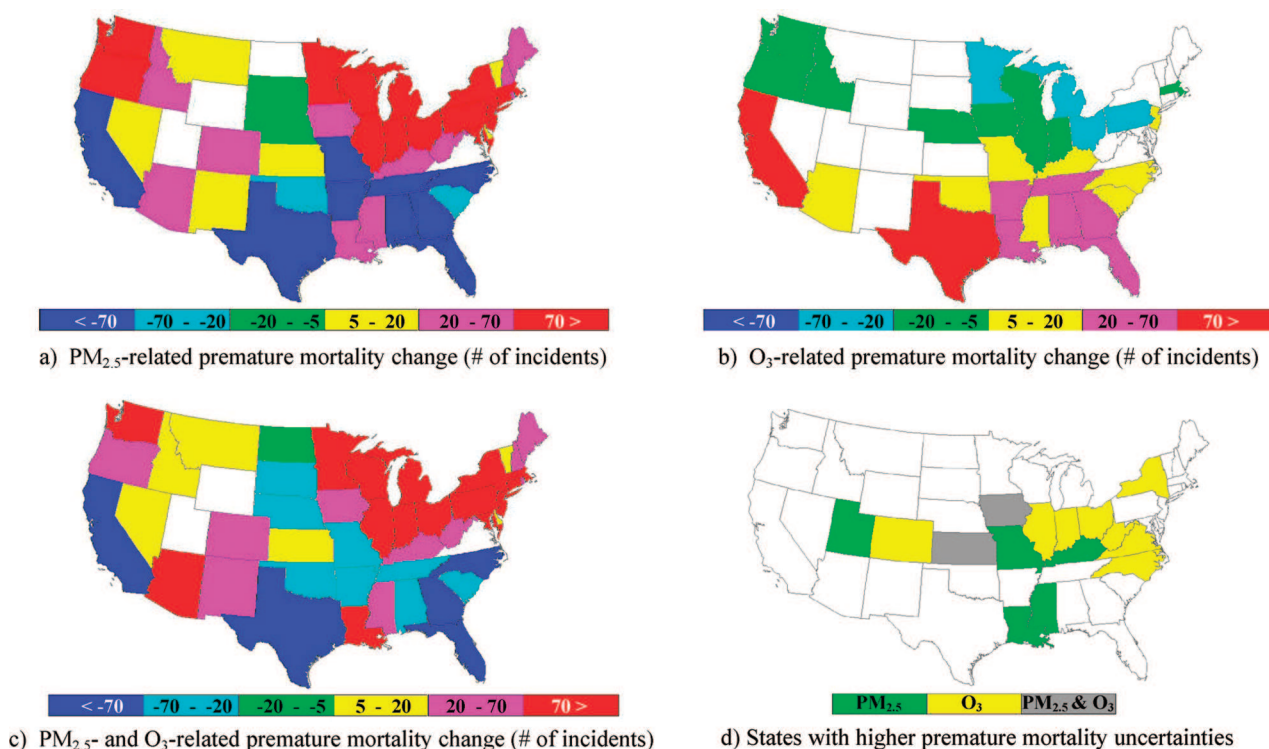 < -70 -70 - -20 -20 - -5 5 - 20 20 - 70 70 >
a) PM2.5-related premature mortality change (# of incidents)
< -70 -70 - -20 -20 - -5 5 - 20 20 - 70 70 >
b) O3-related premature mortality change (# of incidents)
< -70 -70 - -20 -20 - -5 5 - 20 20 - 70 70 >
c) PM2.5- and O3-related premature mortality change (# of incidents)
PM2.5 O3 PM2.5 & O3
d) States with higher premature mortality uncertainties